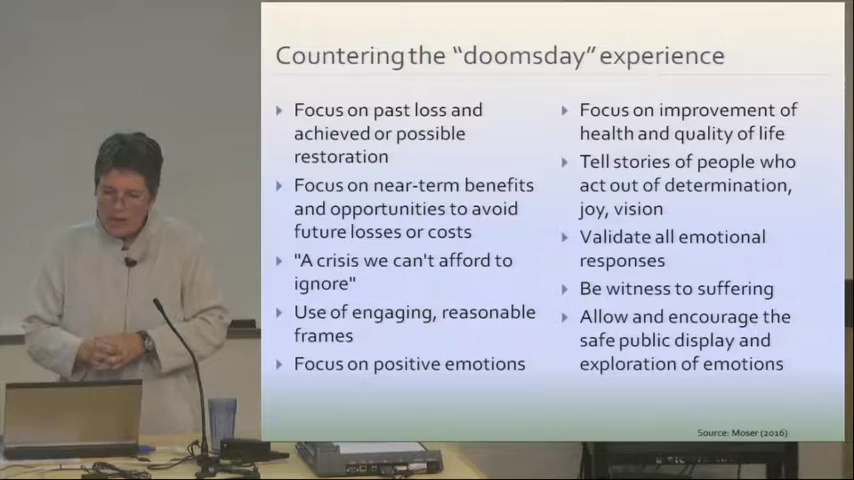 Countering the "doomsday" experience
Focus on past loss and
achieved or possible
restoration
Focus on near-term benefits
and opportunities to avoid
future losses or costs
"A crisis we can't afford to
ignore"
Use of engaging, reasonable
frames
Focus on positive emotions
Focus on improvement of
health and quality of life
Tell stories of people who
act out of determination,
joy, vision
Validate all emotional
responses
Be witness to suffering
Allow and encourage the
safe public display and
exploration of emotions
Source: Moser (2016)